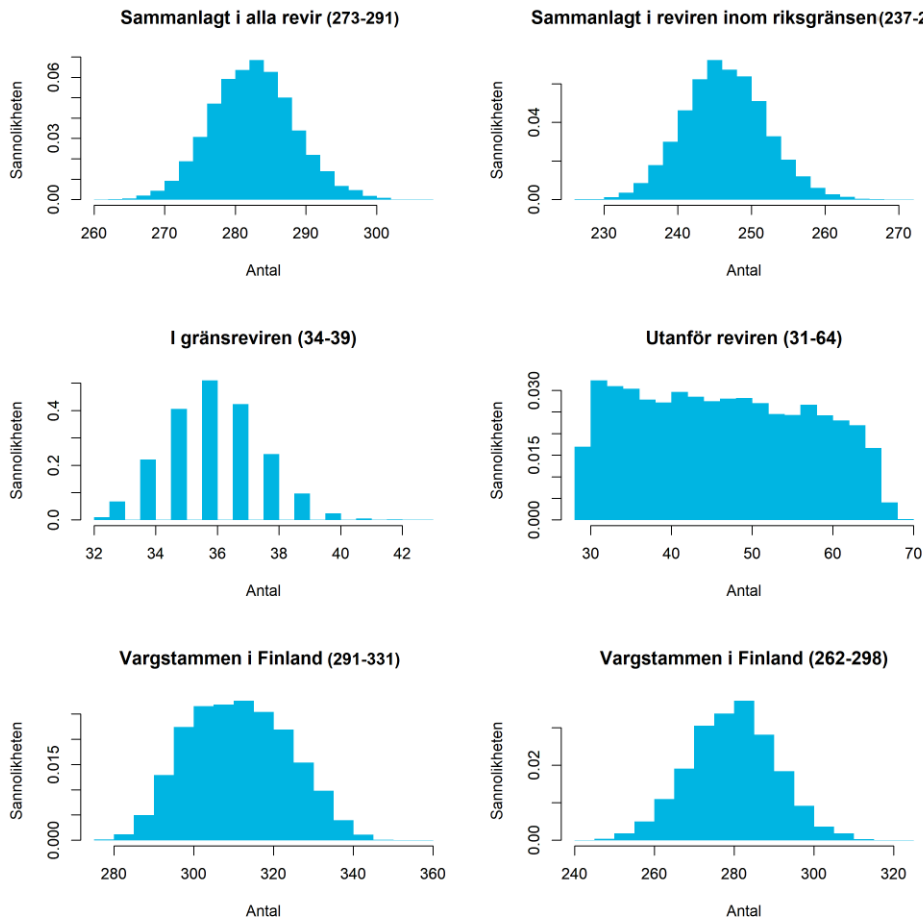 Sammanlagt i alla revir (273-291)
Sannolikheten
0.00
0.03
0.06
260
270
280
290
300
Antal
Sammanlagt i reviren inom riksgränsen (237-2
Sannolikheten
0.00
0.04
230
240
250
260
270
Antal
I gränsreviren (34-39)
Sannolikheten
0.0
0.2
0.4
32
34
36
38
40
42
Antal
Utanför reviren (31-64)
Sannolikheten
0.000
0.015
0.030
30
40
50
60
70
Antal
Vargstammen i Finland (291-331)
Sannolikheten
0.000
0.015
280
300
320
340
360
Antal
Vargstammen i Finland (262-298)
Sannolikheten
0.00
0.02
240
260
280
300
320
Antal